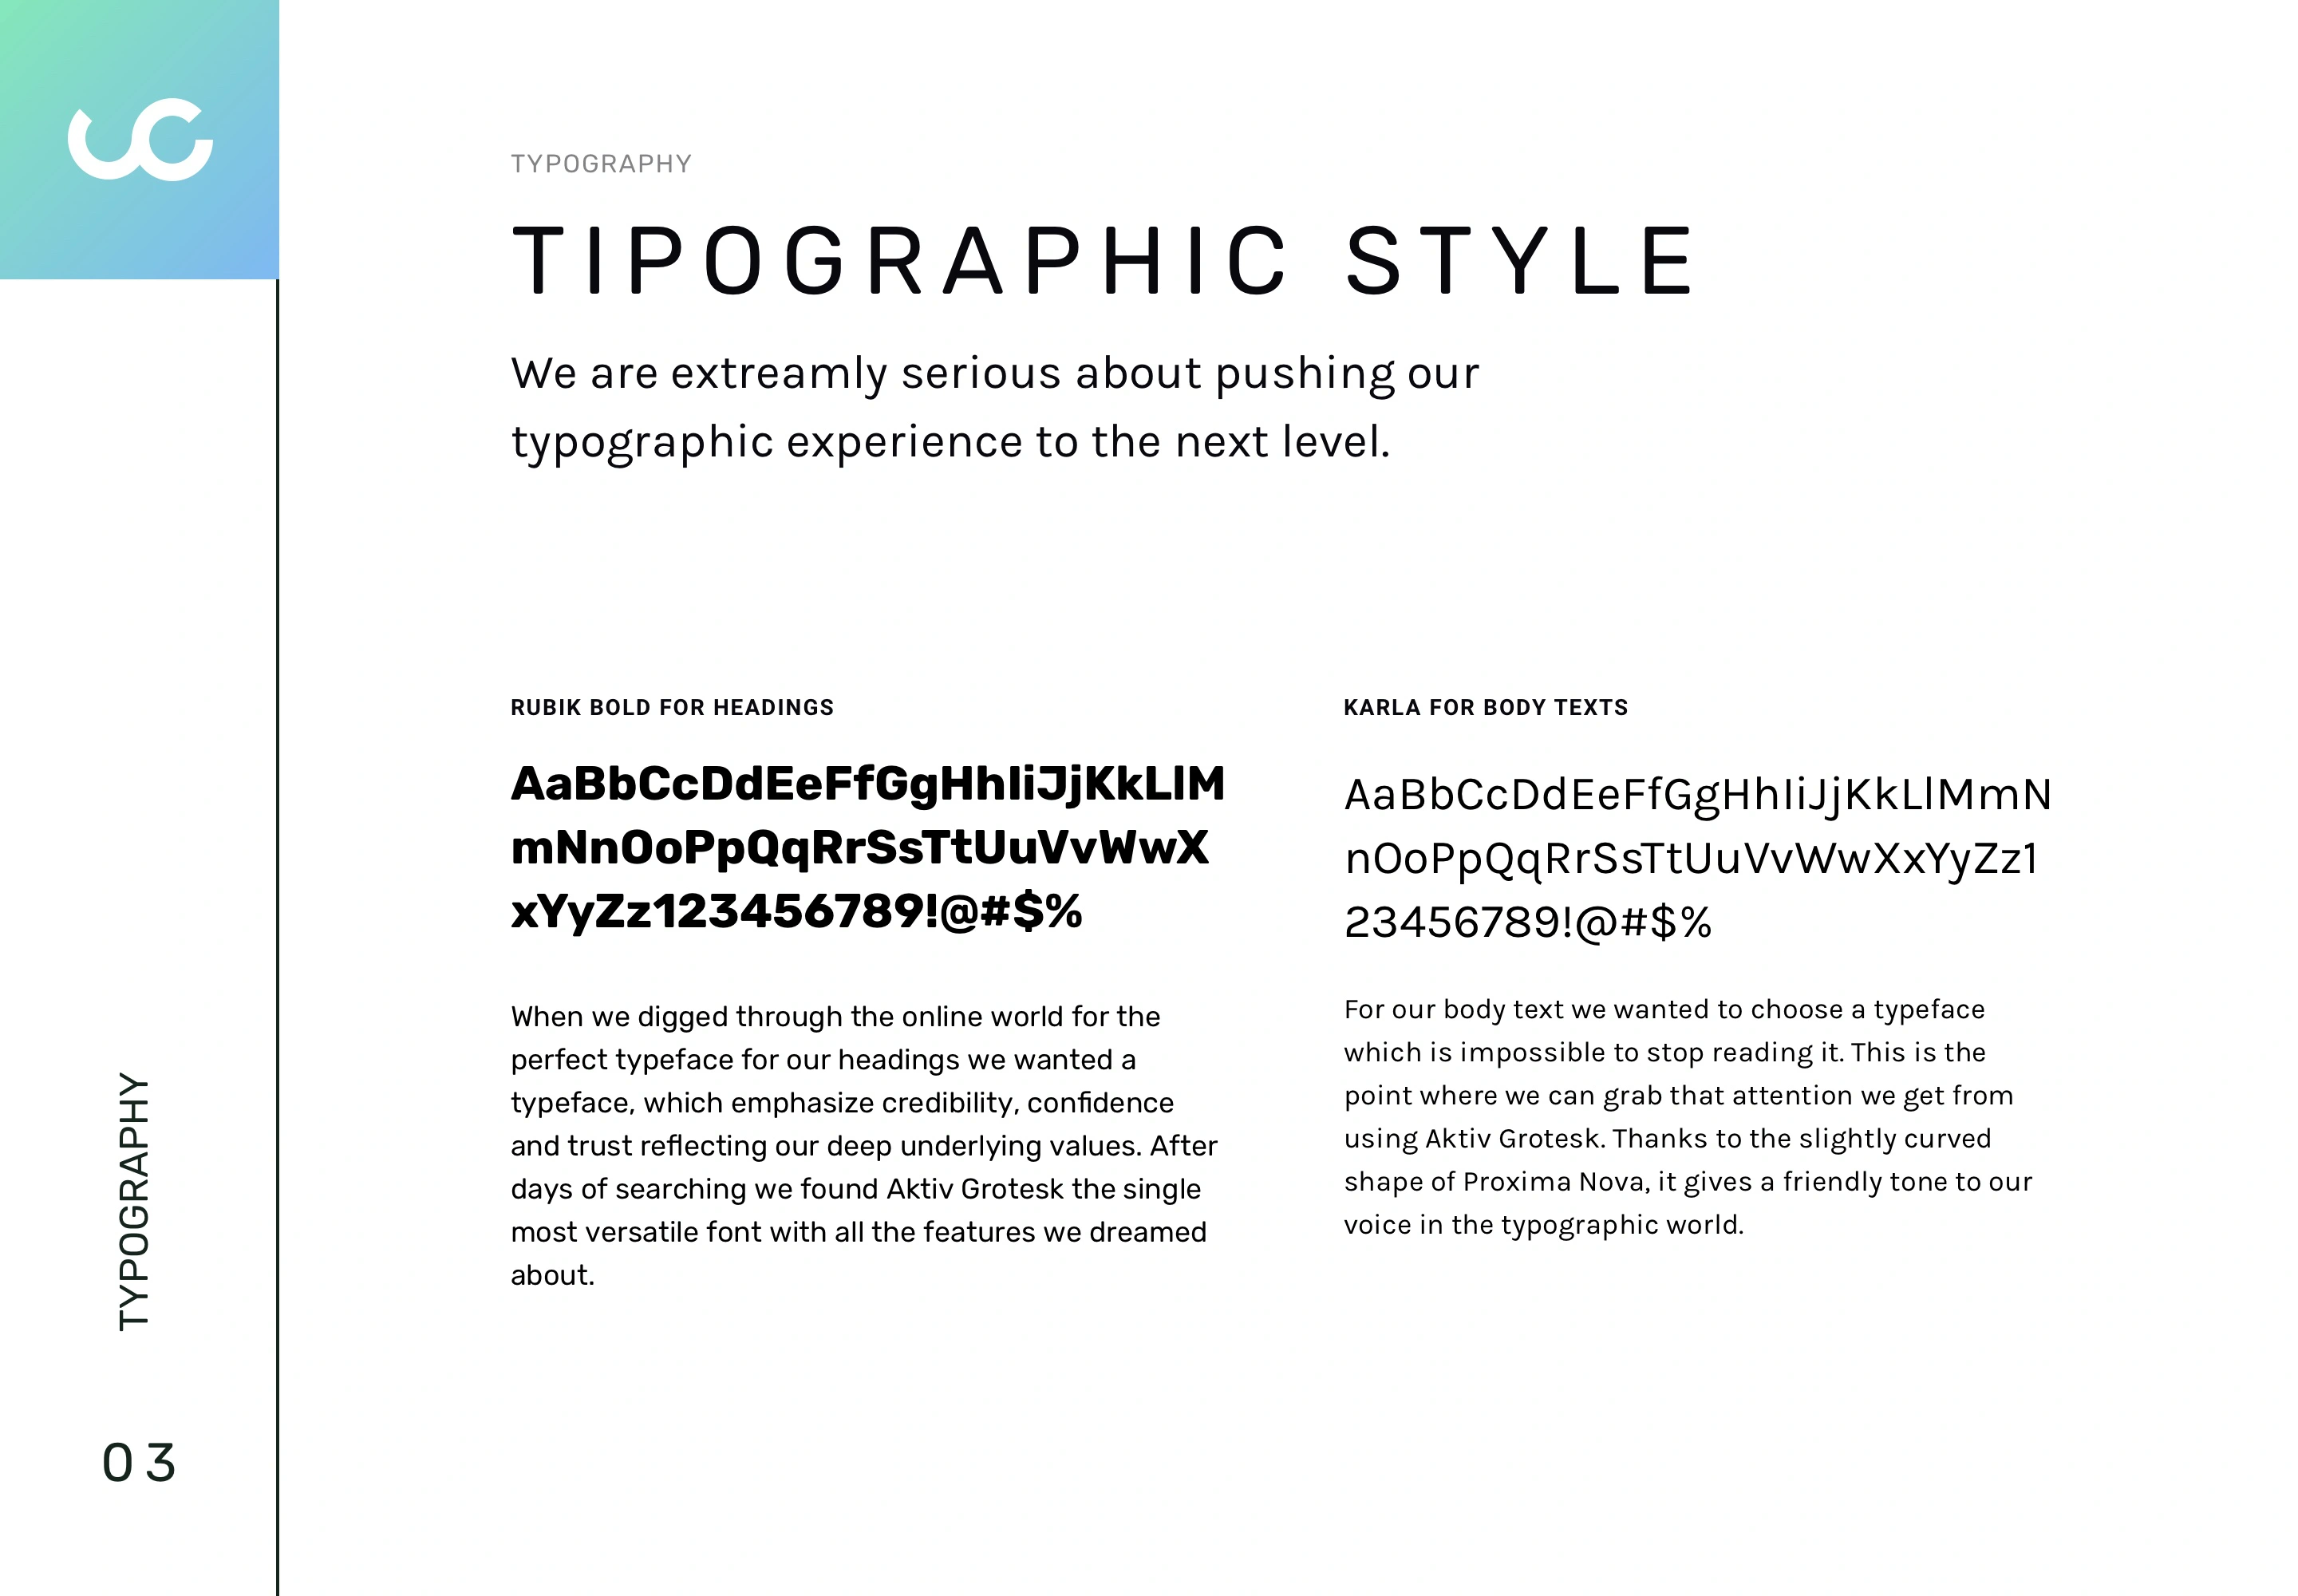 TYPOGRAPHY
TIPOGRAPHIC STYLE
We are extreamly serious about pushing our
typographic experience to the next level.
RUBIK BOLD FOR HEADINGS
AaBbCcDdEeFfGgHhIiJjKkLlM
mNnOoPpQqRrSsTtUuVvWwX
xYyZz123456789!@#$%
When we digged through the online world for the
perfect typeface for our headings we wanted a
typeface, which emphasize credibility, confidence
and trust reflecting our deep underlying values. After
days of searching we found Aktiv Grotesk the single
most versatile font with all the features we dreamed
about.
KARLA FOR BODY TEXTS
AaBbCcDdEeFfGgHhIiJjKkLlMmN
nOoPpQqRrSsTtUuVvWwXxYyZz1
23456789!@#$%
For our body text we wanted to choose a typeface
which is impossible to stop reading it. This is the
point where we can grab that attention we get from
using Aktiv Grotesk. Thanks to the slightly curved
shape of Proxima Nova, it gives a friendly tone to our
voice in the typographic world.
TYPOGRAPHY
03